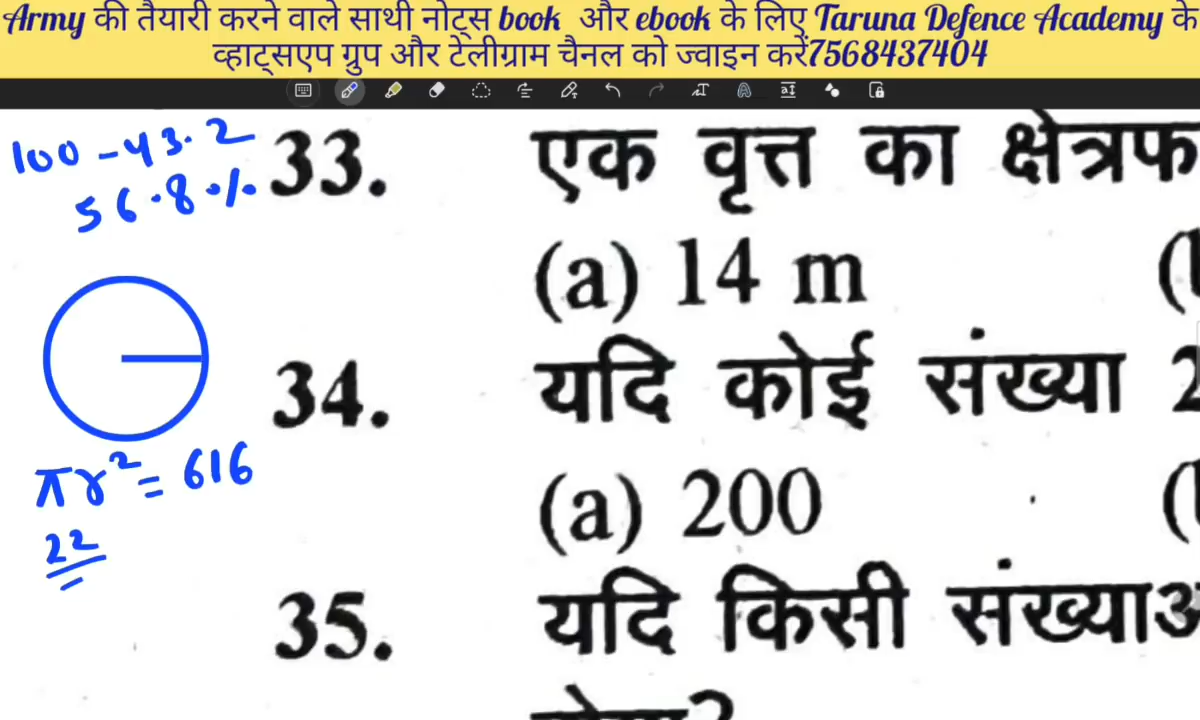 Army की तैयारी करने वाले साथी नोट्स book और ebook के लिए Taruna Defence Academy के
व्हाट्सएप ग्रुप और टेलीग्राम चैनल को ज्वाइन करें7568437404
100 - 43.2
56.8 %
33. एक वृत्त का क्षेत्रफ
(a) 14 m
34. यदि कोई संख्या 2
(a) 200
πr² = 616
22
35. यदि किसी संख्या